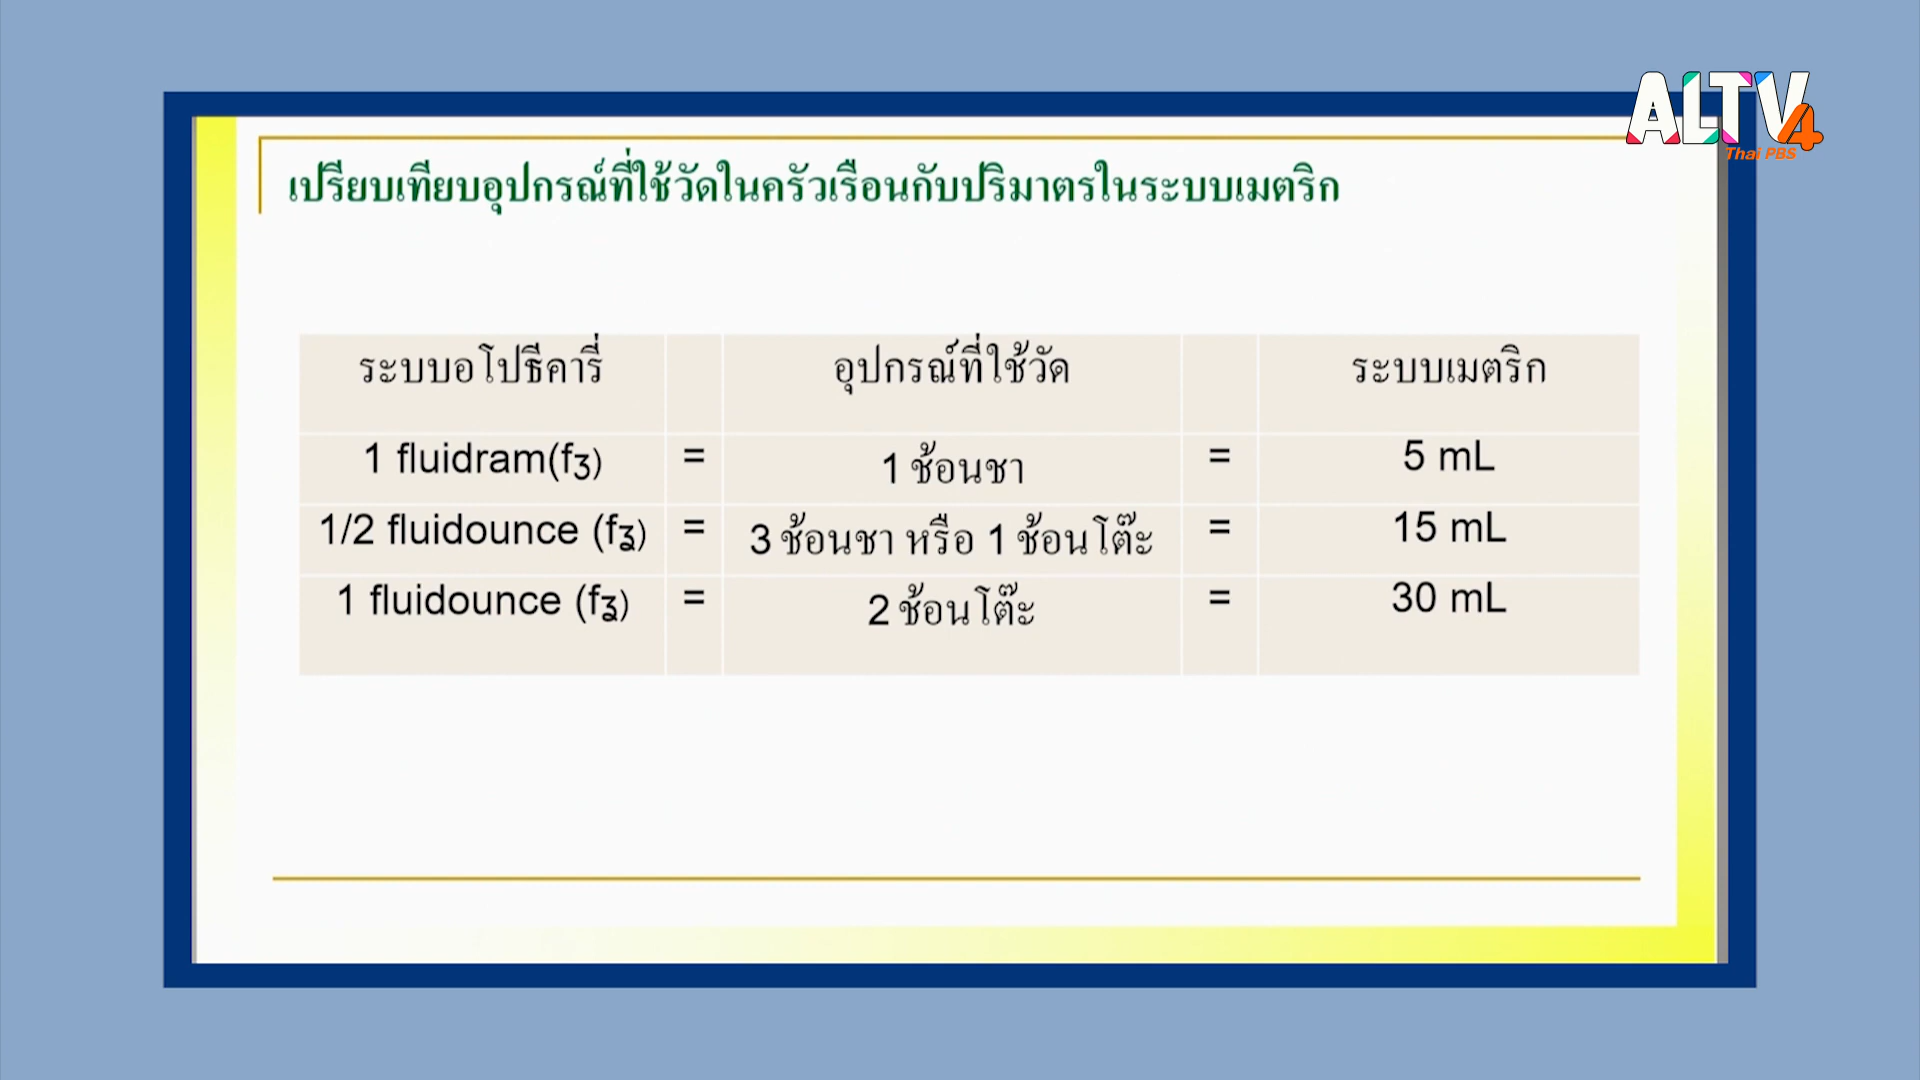 ALTV4
Thai PBS
เปรียบเทียบอุปกรณ์ที่ใช้วัดในครัวเรือนกับปริมาตรในระบบเมตริก
ระบบอโปธีคารี่ อุปกรณ์ที่ใช้วัด ระบบเมตริก
1 fluidram(fʒ) = 1 ช้อนชา = 5 mL
1/2 fluidounce (f℥) = 3 ช้อนชา หรือ 1 ช้อนโต๊ะ = 15 mL
1 fluidounce (f℥) = 2 ช้อนโต๊ะ = 30 mL